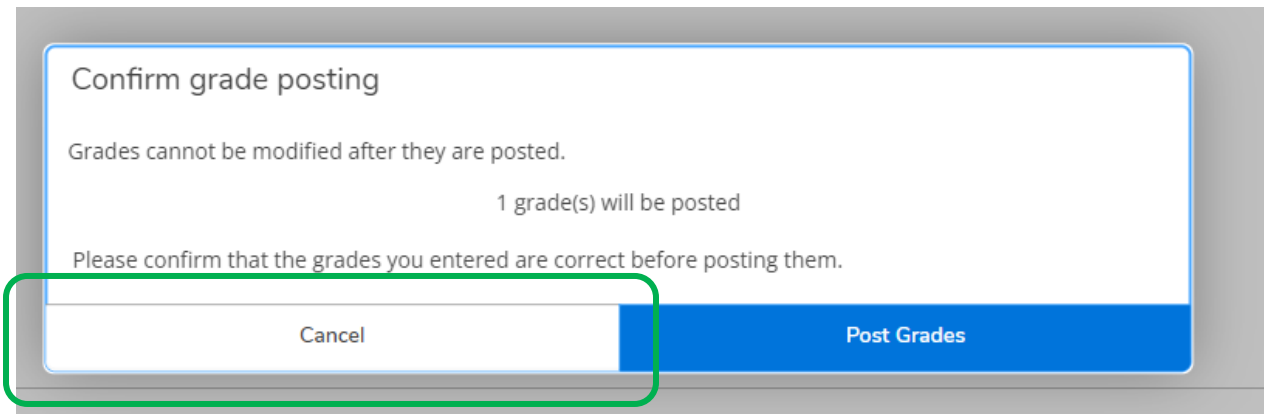 Confirm grade posting
Grades cannot be modified after they are posted.
1 grade(s) will be posted
Please confirm that the grades you entered are correct before posting them.
Cancel
Post Grades